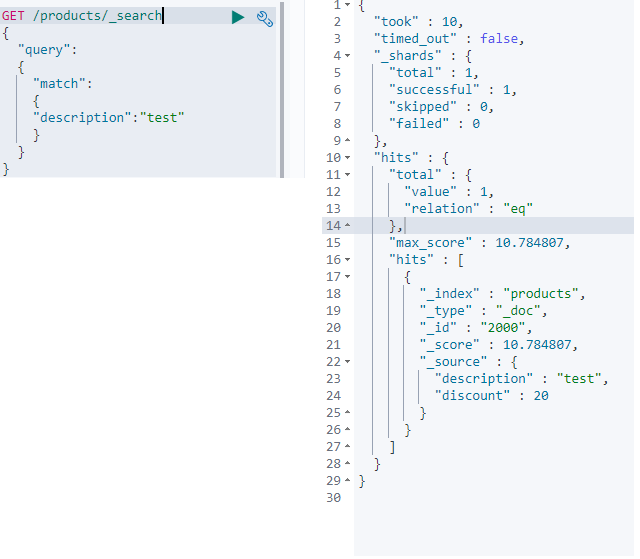 GET /products/_search
{
"query":
{
"match":
{
"description":"test"
}
}
}
1 {
2 "took" : 10,
3 "timed_out" : false,
4 "_shards" : {
5 "total" : 1,
6 "successful" : 1,
7 "skipped" : 0,
8 "failed" : 0
9 },
10 "hits" : {
11 "total" : {
12 "value" : 1,
13 "relation" : "eq"
14 },
15 "max_score" : 10.784807,
16 "hits" : [
17 {
18 "_index" : "products",
19 "_type" : "_doc",
20 "_id" : "2000",
21 "_score" : 10.784807,
22 "_source" : {
23 "description" : "test",
24 "discount" : 20
25 }
26 }
27 ]
28 }
29 }
30